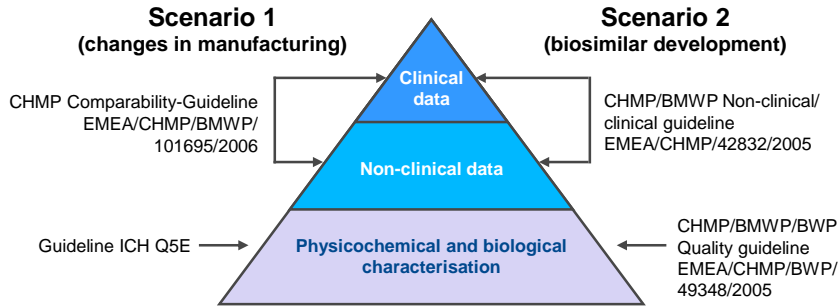 Scenario 1
(changes in manufacturing)
Scenario 2
(biosimilar development)
Clinical
data
CHMP Comparability-Guideline
EMEA/CHMP/BMWP/
101695/2006
CHMP/BMWP Non-clinical/
clinical guideline
EMEA/CHMP/42832/2005
Non-clinical data
Guideline ICH Q5E
Physicochemical and biological
characterisation
CHMP/BMWP/BWP
Quality guideline
EMEA/CHMP/BWP/
49348/2005